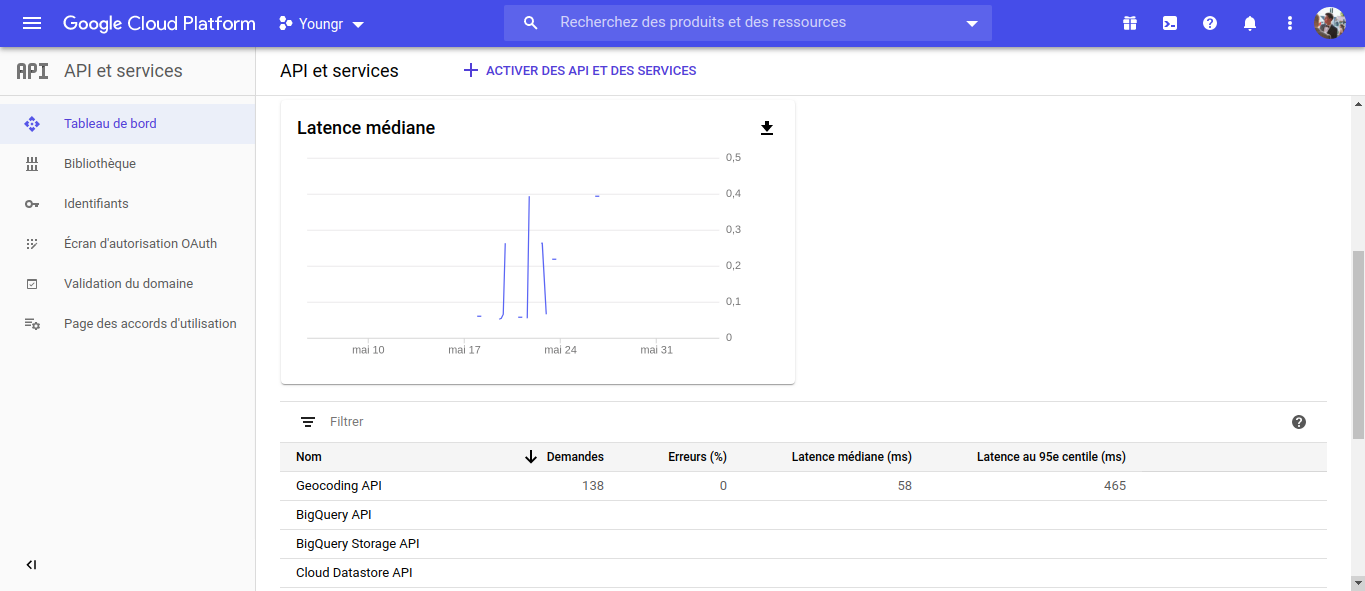 Google Cloud Platform
Youngr
Recherchez des produits et des ressources
API
API et services
API et services
ACTIVER DES API ET DES SERVICES
Tableau de bord
Bibliothèque
Identifiants
Écran d'autorisation OAuth
Validation du domaine
Page des accords d'utilisation
Latence médiane
0,5
0,4
0,3
0,2
0,1
0
mai 10 mai 17 mai 24 mai 31
Filtrer
Nom Demandes Erreurs (%) Latence médiane (ms) Latence au 95e centile (ms)
Geocoding API 138 0 58 465
BigQuery API
BigQuery Storage API
Cloud Datastore API